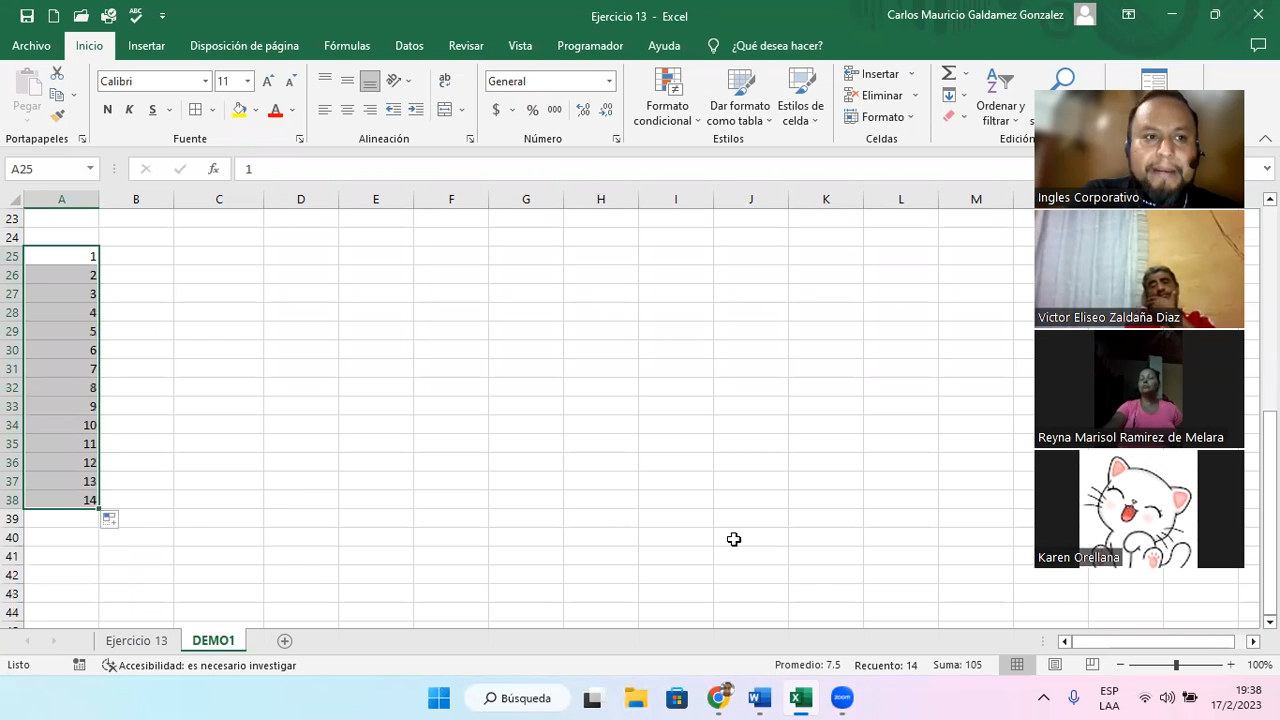 Ejercicio 13 - Excel
Carlos Mauricio Galdamez Gonzalez
Archivo Inicio Insertar Disposición de página Fórmulas Datos Revisar Vista Programador Ayuda ¿Qué desea hacer?
Pegar
Portapapeles
Calibri 11
N K S
Fuente
ab
Alineación
General
$ % 000
Número
Formato condicional
Dar formato como tabla
Estilos de celda
Estilos
Insertar
Eliminar
Formato
Celdas
Ordenar y filtrar
Edición
A25 fx 1
A B C D E F G H I J K L M
23
24
25 1
26 2
27 3
28 4
29 5
30 6
31 7
32 8
33 9
34 10
35 11
36 12
37 13
38 14
39
40
41
42
43
44
Ingles Corporativo
Victor Eliseo Zaldaña Diaz
Reyna Marisol Ramirez de Melara
Karen Orellana
Ejercicio 13 DEMO1
Listo Accesibilidad: es necesario investigar Promedio: 7.5 Recuento: 14 Suma: 105 100%
Búsqueda
zoom
ESP
LAA
19:38
17/2/2023